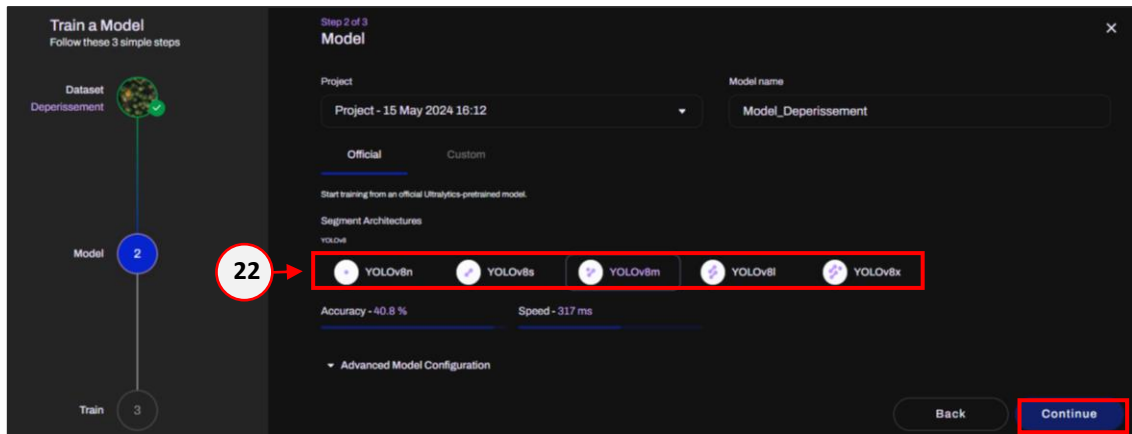 Train a Model
Follow these 3 simple steps
Dataset
Deperissement
Model
2
Train
3
Step 2 of 3
Model
Project
Model name
Project - 15 May 2024 16:12
Model_Deperissement
Official
Custom
Start training from an official Ultralytics-pretrained model.
Segment Architectures
YOLOv8
22
YOLOv8n
YOLOv8s
YOLOv8m
YOLOv8l
YOLOv8x
Accuracy - 40.8 %
Speed - 317 ms
Advanced Model Configuration
Back
Continue